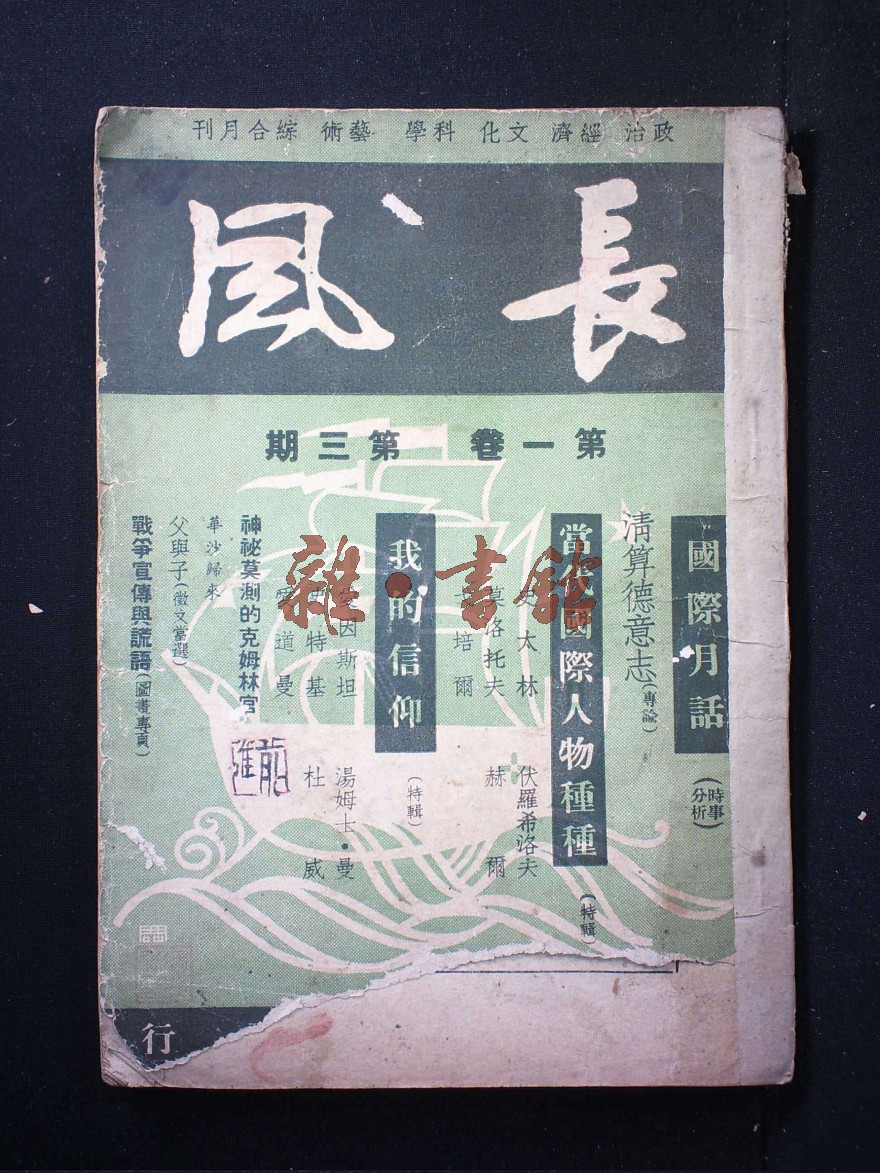 政治 經濟 文化 科學 藝術 綜合月刊
長風
第一卷 第三期
國際月話
(時事分析)
清算德意志(專論)
當代國際人物種種
(特輯)
史太林 伏羅希洛夫
莫洛托夫 赫爾
培爾
我的信仰
(特輯)
愛因斯坦 湯姆士·曼
特基 杜威
愛道曼
神祕莫測的克姆林宮
華沙歸來
父與子(徵文當選)
戰爭宣傳與謊語(圖畫專頁)
前進
行
雜·書館